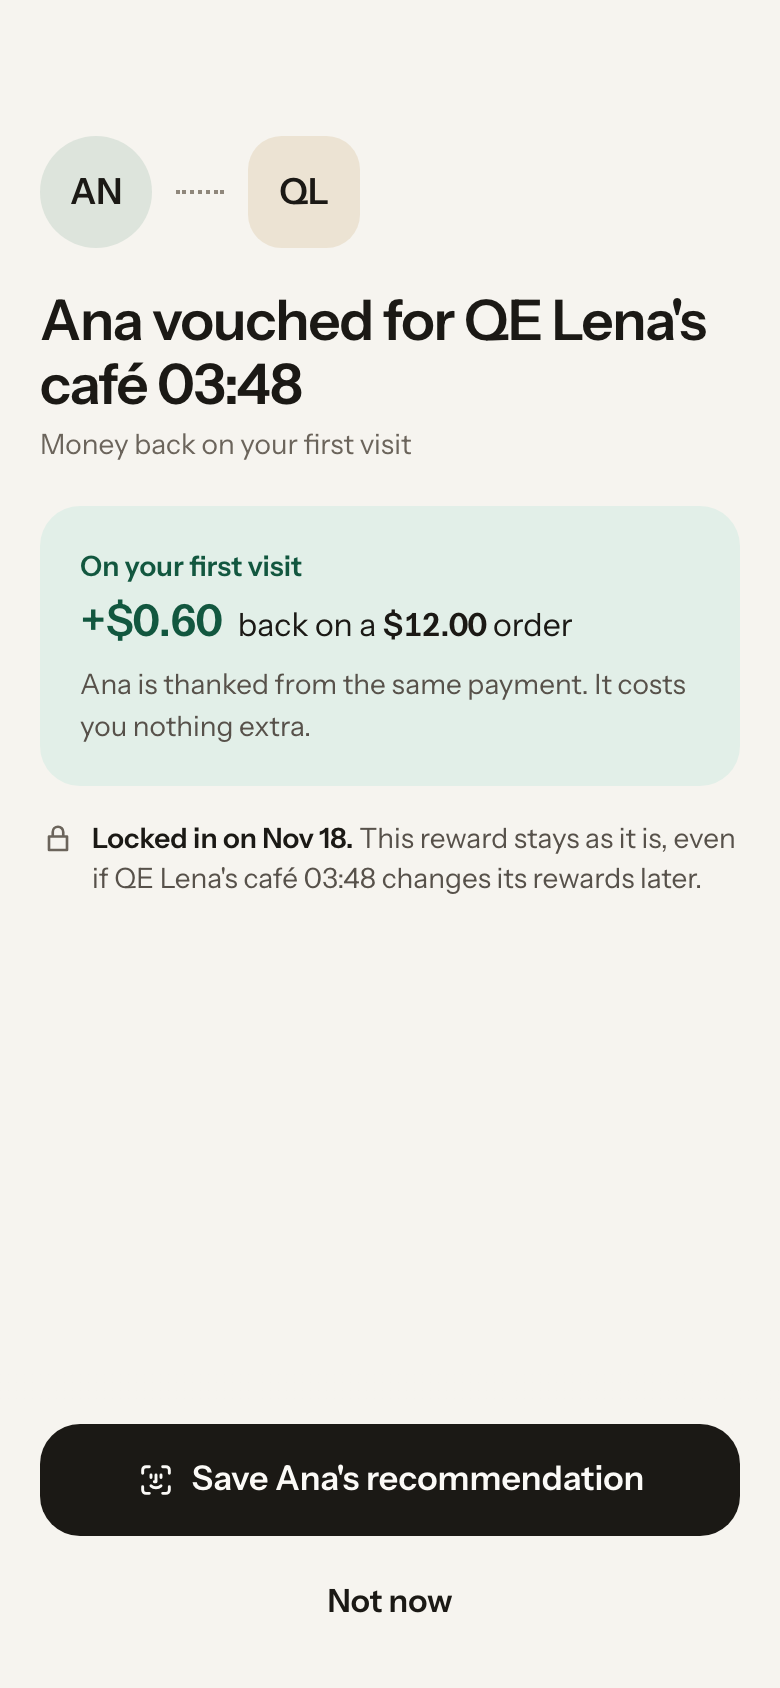 AN
QL
Ana vouched for QE Lena's
café 03:48
Money back on your first visit
On your first visit
+$0.60 back on a $12.00 order
Ana is thanked from the same payment. It costs
you nothing extra.
Locked in on Nov 18. This reward stays as it is, even
if QE Lena's café 03:48 changes its rewards later.
Save Ana's recommendation
Not now